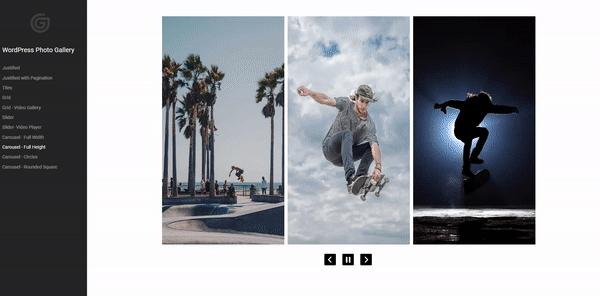 WordPress Photo Gallery
Justified
Justified with Pagination
Tiles
Grid
Grid - Video Gallery
Slider
Slider- Video Player
Carousel - Full Width
Carousel - Full Height
Carousel - Circles
Carousel - Rounded Square